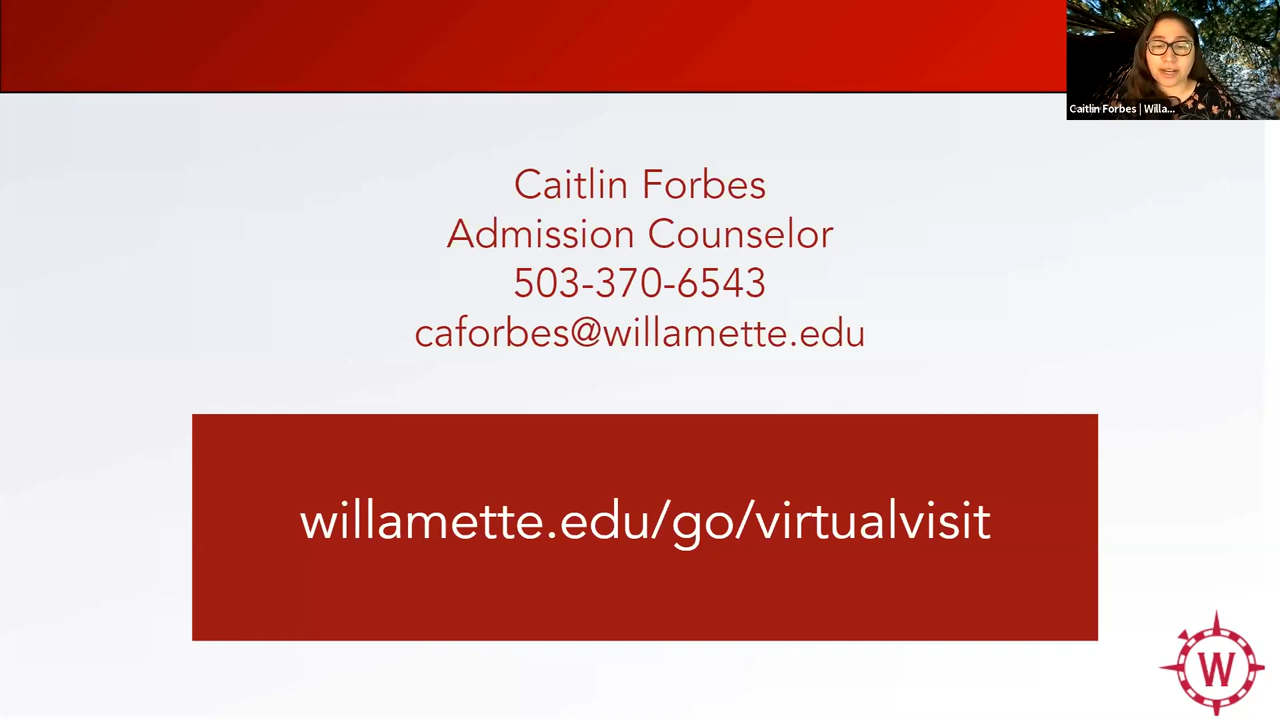 Caitlin Forbes | Willa...
Caitlin Forbes
Admission Counselor
503-370-6543
caforbes@willamette.edu
willamette.edu/go/virtualvisit
W